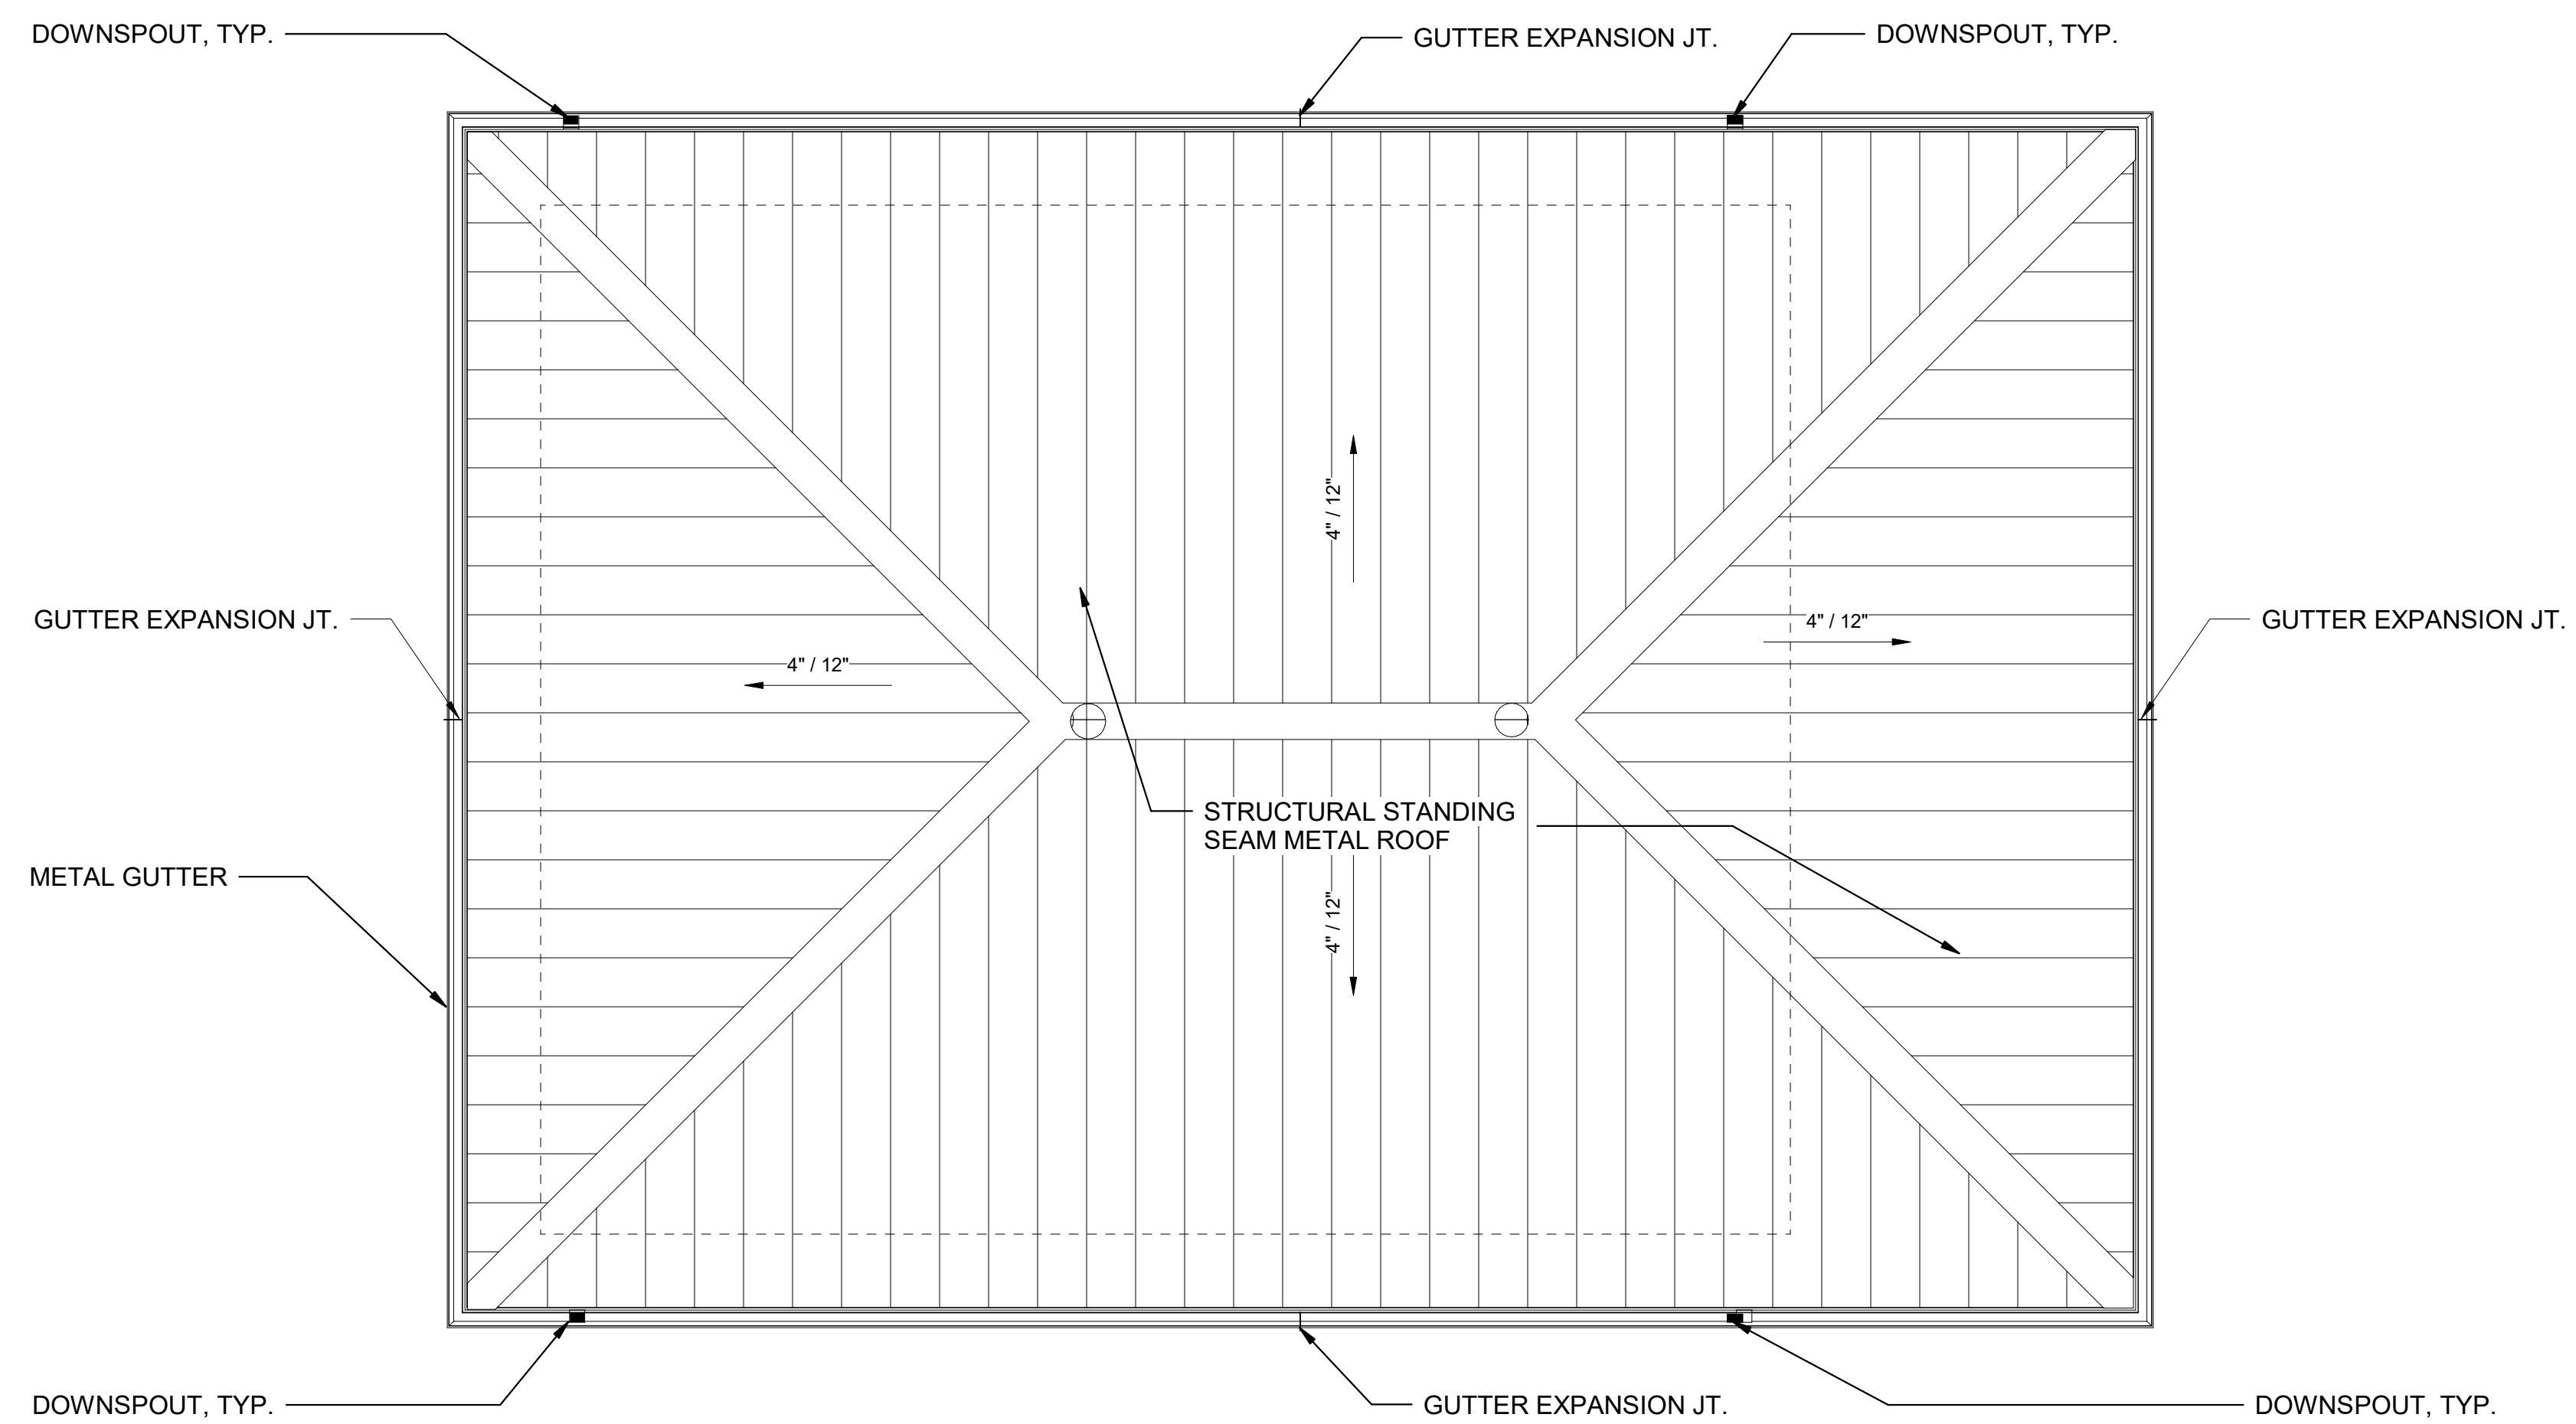 DOWNSPOUT, TYP.
GUTTER EXPANSION JT.
DOWNSPOUT, TYP.
4" / 12"
GUTTER EXPANSION JT.
4" / 12"
GUTTER EXPANSION JT.
4" / 12"
STRUCTURAL STANDING
SEAM METAL ROOF
METAL GUTTER
4" / 12"
DOWNSPOUT, TYP.
GUTTER EXPANSION JT.
DOWNSPOUT, TYP.